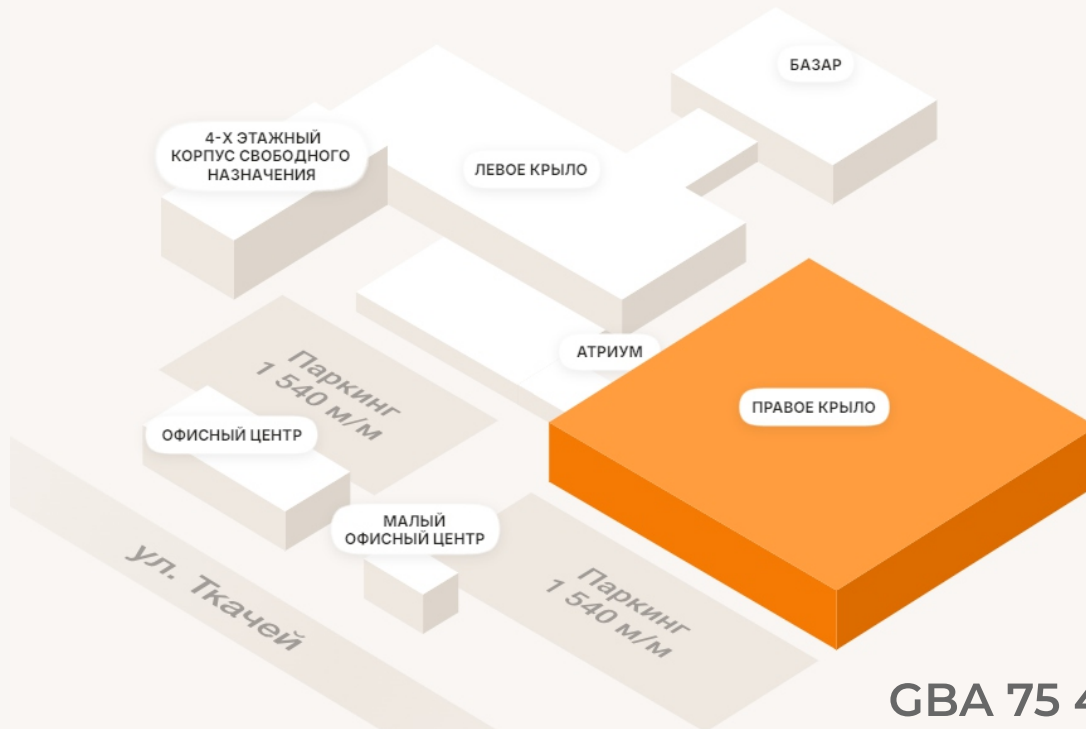 БАЗАР
4-Х ЭТАЖНЫЙ
КОРПУС СВОБОДНОГО
НАЗНАЧЕНИЯ
ЛЕВОЕ КРЫЛО
АТРИУМ
Паркинг
1 540 м/м
ПРАВОЕ КРЫЛО
ОФИСНЫЙ ЦЕНТР
МАЛЫЙ
ОФИСНЫЙ ЦЕНТР
ул. Ткачей
Паркинг
1 540 м/м
GBA 75 4